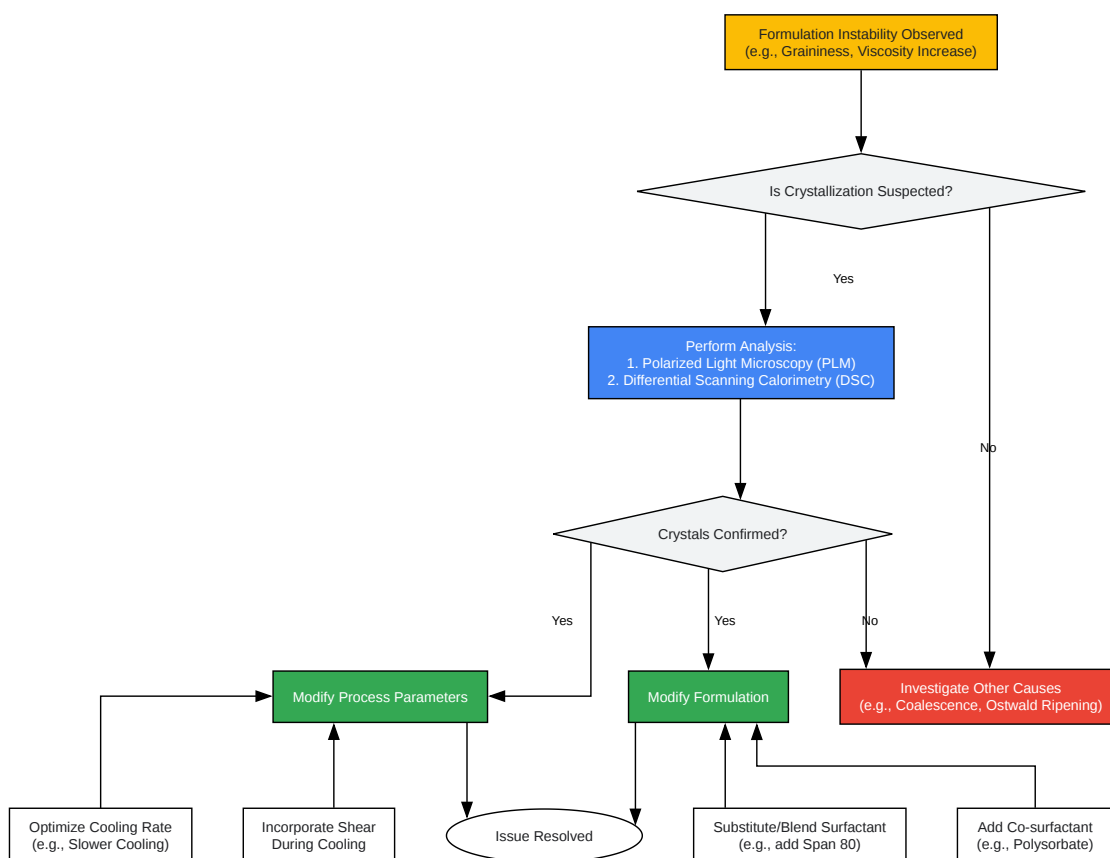 Formulation Instability Observed
(e.g., Graininess, Viscosity Increase)
Is Crystallization Suspected?
Yes
Perform Analysis:
1. Polarized Light Microscopy (PLM)
2. Differential Scanning Calorimetry (DSC)
No
Crystals Confirmed?
Yes
Yes
No
Modify Process Parameters
Modify Formulation
Investigate Other Causes
(e.g., Coalescence, Ostwald Ripening)
Optimize Cooling Rate
(e.g., Slower Cooling)
Incorporate Shear
During Cooling
Issue Resolved
Substitute/Blend Surfactant
(e.g., add Span 80)
Add Co-surfactant
(e.g., Polysorbate)